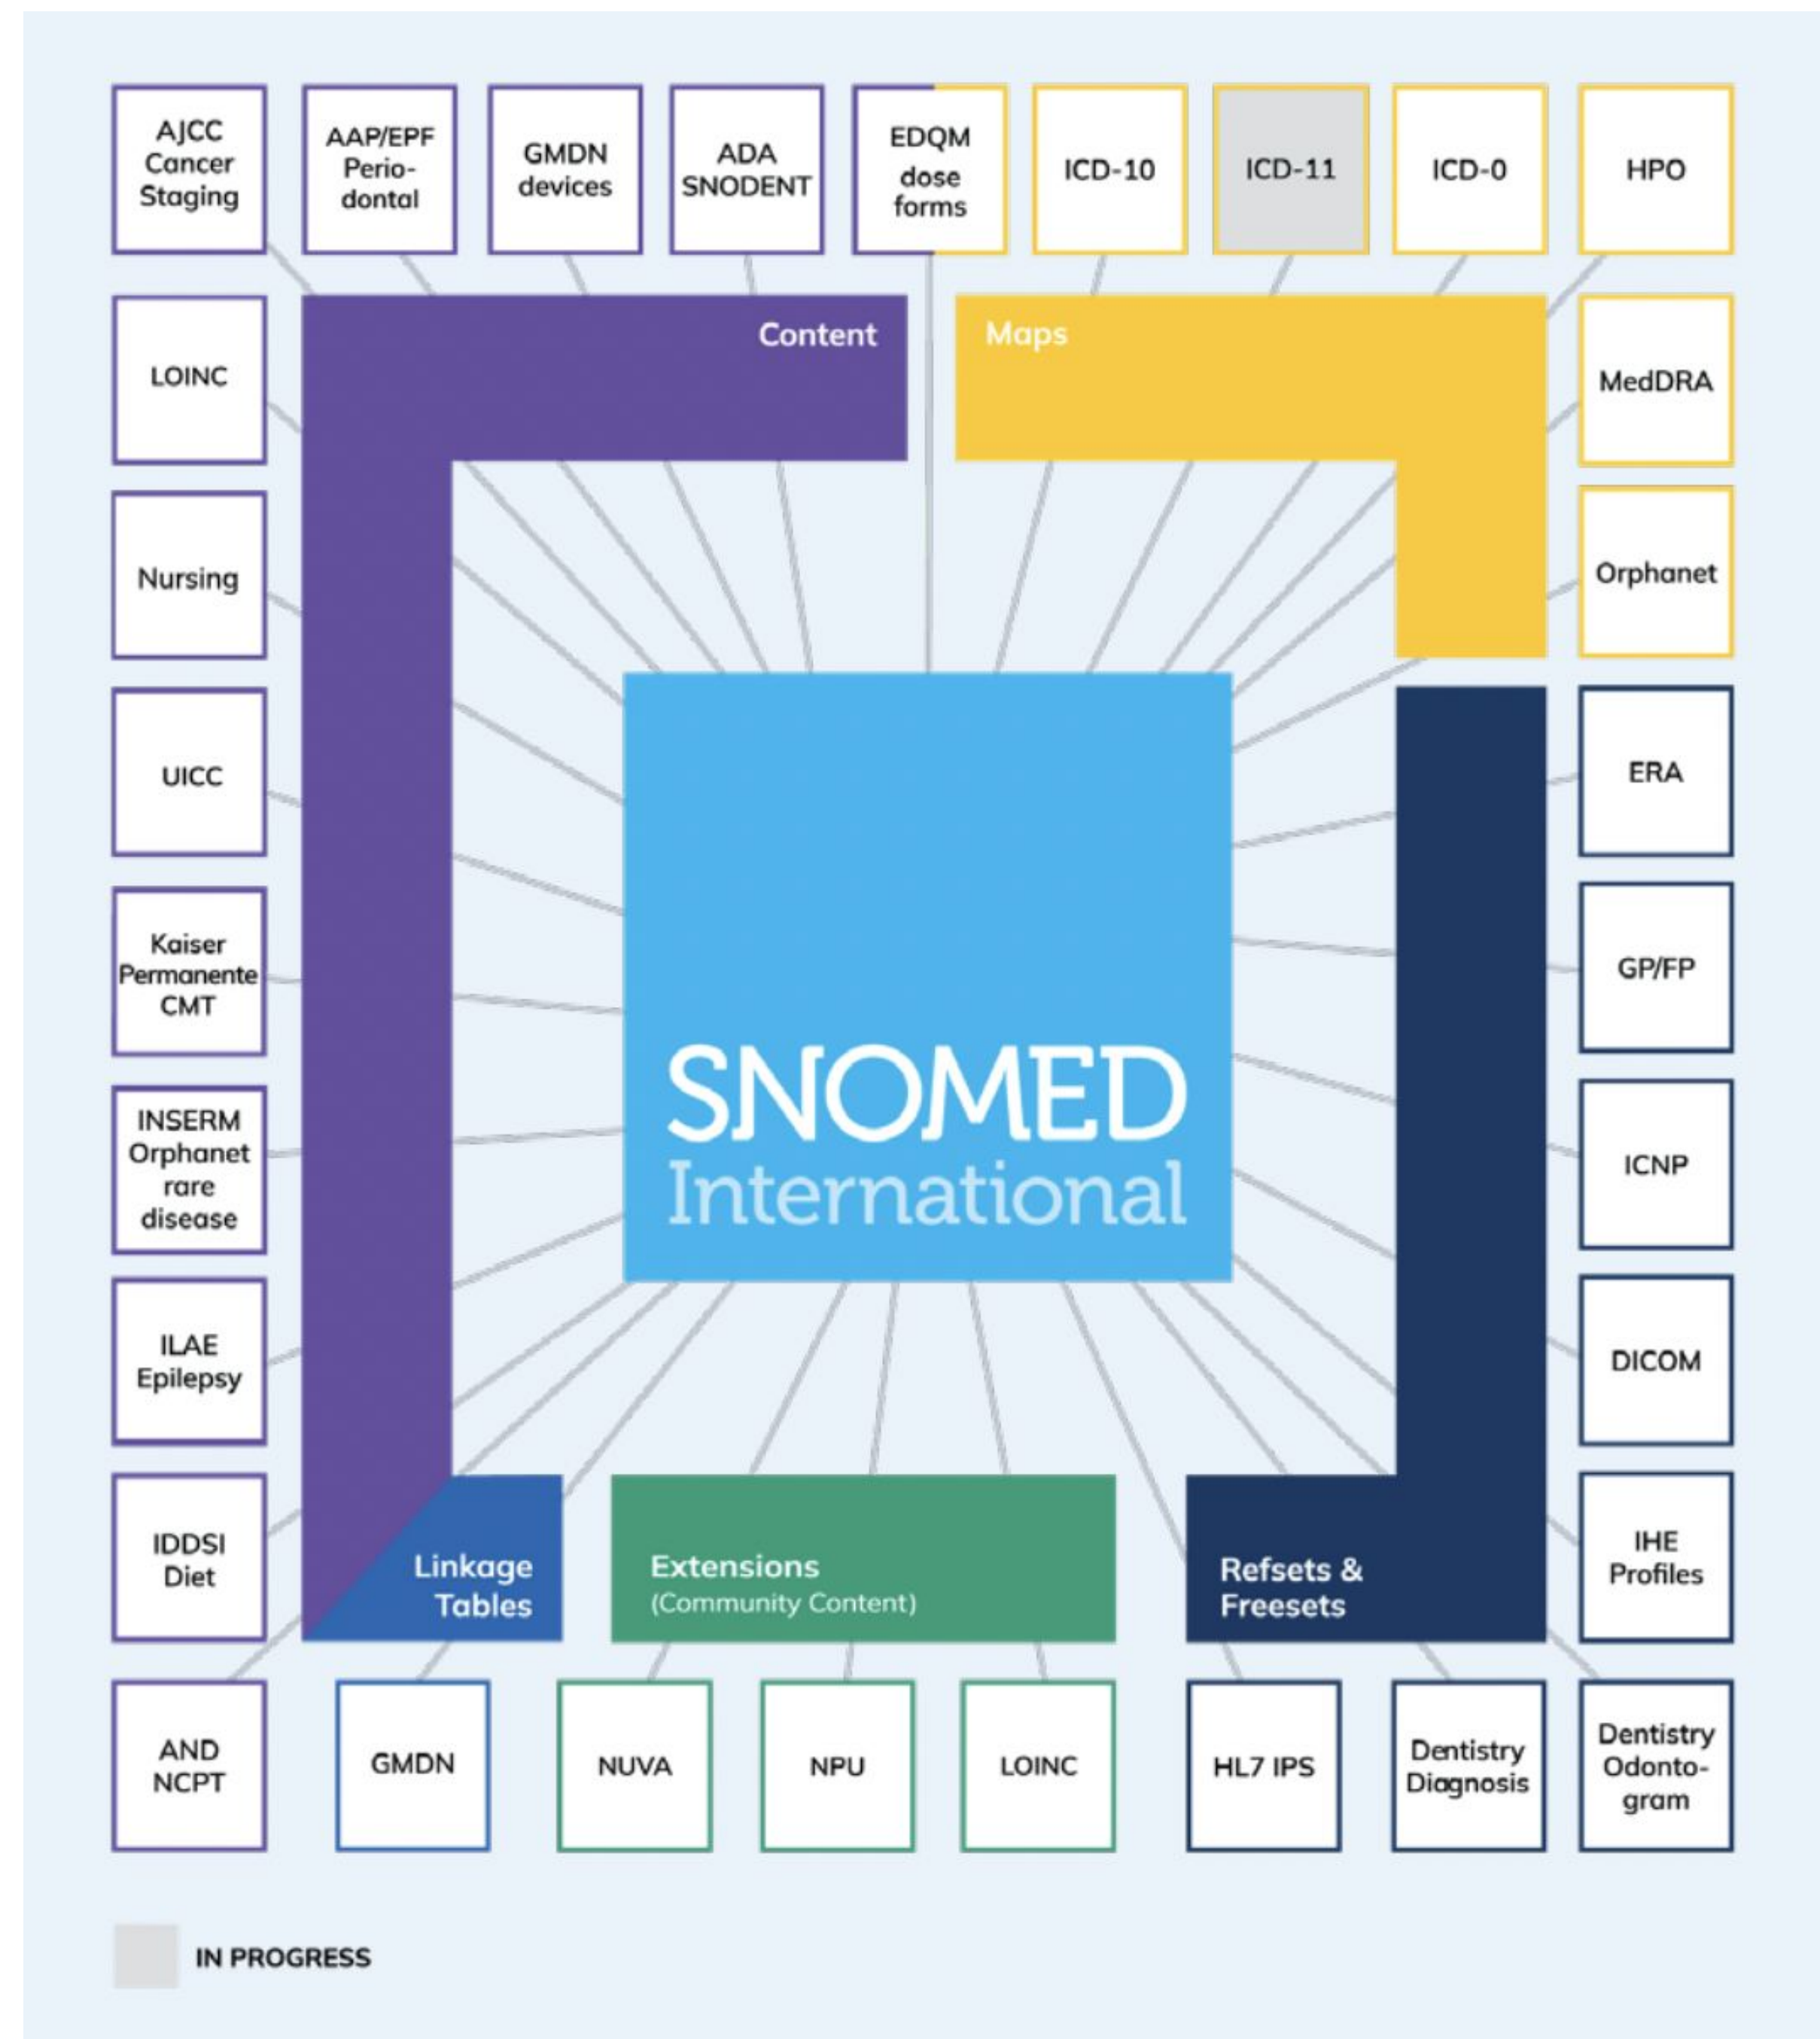 AJCC
Cancer
Staging
AAP/EPF
Perio-
dontal
GMDN
devices
ADA
SNODENT
EDQM
dose
forms
ICD-10
ICD-11
ICD-0
HPO
Content
Maps
LOINC
MedDRA
Nursing
Orphanet
UICC
ERA
Kaiser
Permanente
CMT
GP/FP
SNOMED
International
INSERM
Orphanet
rare
disease
ICNP
ILAE
Epilepsy
DICOM
IDDSI
Diet
Linkage
Tables
Extensions
(Community Content)
Refsets &
Freesets
IHE
Profiles
AND
NCPT
GMDN
NUVA
NPU
LOINC
HL7 IPS
Dentistry
Diagnosis
Dentistry
Odonto-
gram
IN PROGRESS